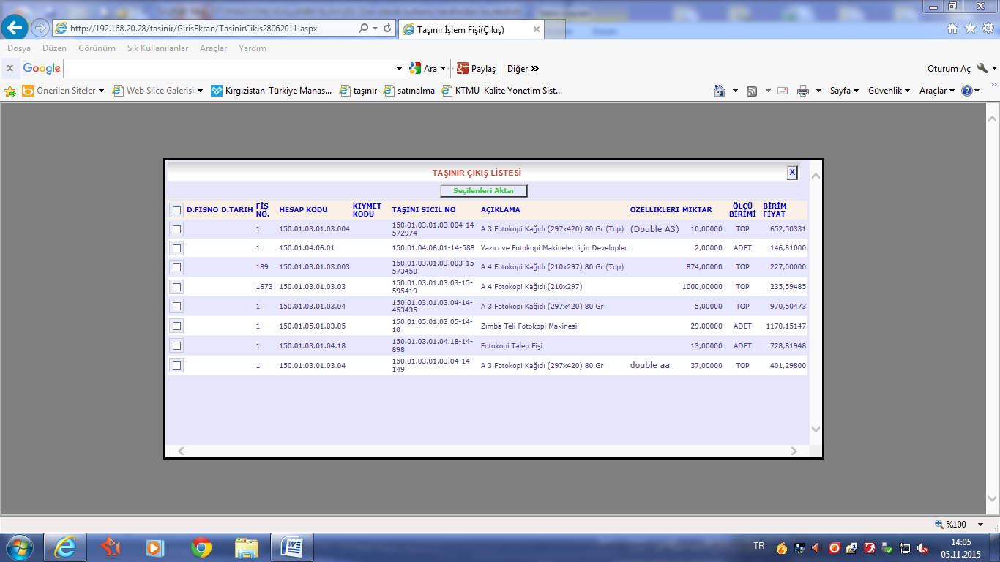 http://192.168.20.28/tasinir/GirisEkran/TasinirCikis28062011.aspx
Taşınır İşlem Fişi(Çıkış)
Dosya Düzen Görünüm Sık Kullanılanlar Araçlar Yardım
x Google Ara Paylaş Diğer » Oturum Aç
Önerilen Siteler Web Slice Galerisi Kırgızistan-Türkiye Manas... taşınır satınalma KTMÜ Kalite Yonetim Sist... Sayfa Güvenlik Araçlar
TAŞINIR ÇIKIŞ LİSTESİ X
Seçilenleri Aktar
D.FISNO D.TARIH FİŞ NO. HESAP KODU KIYMET KODU TAŞINI SİCİL NO AÇIKLAMA ÖZELLİKLERİ MİKTAR ÖLÇÜ BİRİMİ BİRİM FİYAT
1 150.01.03.01.03.004 150.01.03.01.03.004-14-572974 A 3 Fotokopi Kağıdı (297x420) 80 Gr (Top) (Double A3) 10,00000 TOP 652,50331
1 150.01.04.06.01 150.01.04.06.01-14-588 Yazıcı ve Fotokopi Makineleri için Developler 2,00000 ADET 146,81000
189 150.01.03.01.03.003 150.01.03.01.03.003-15-573450 A 4 Fotokopi Kağıdı (210x297) 80 Gr (Top) 874,00000 TOP 227,00000
1673 150.01.03.01.03.03 150.01.03.01.03.03-15-595419 A 4 Fotokopi Kağıdı (210x297) 1000,00000 TOP 235,59485
1 150.01.03.01.03.04 150.01.03.01.03.04-14-453435 A 3 Fotokopi Kağıdı (297x420) 80 Gr 5,00000 TOP 970,50473
1 150.01.05.01.03.05 150.01.05.01.03.05-14-10 Zımba Teli Fotokopi Makinesi 29,00000 ADET 1170,15147
1 150.01.03.01.04.18 150.01.03.01.04.18-14-898 Fotokopi Talep Fişi 13,00000 ADET 728,81948
1 150.01.03.01.03.04 150.01.03.01.03.04-14-149 A 3 Fotokopi Kağıdı (297x420) 80 Gr double aa 37,00000 TOP 401,29800
%100
TR 14:05
05.11.2015